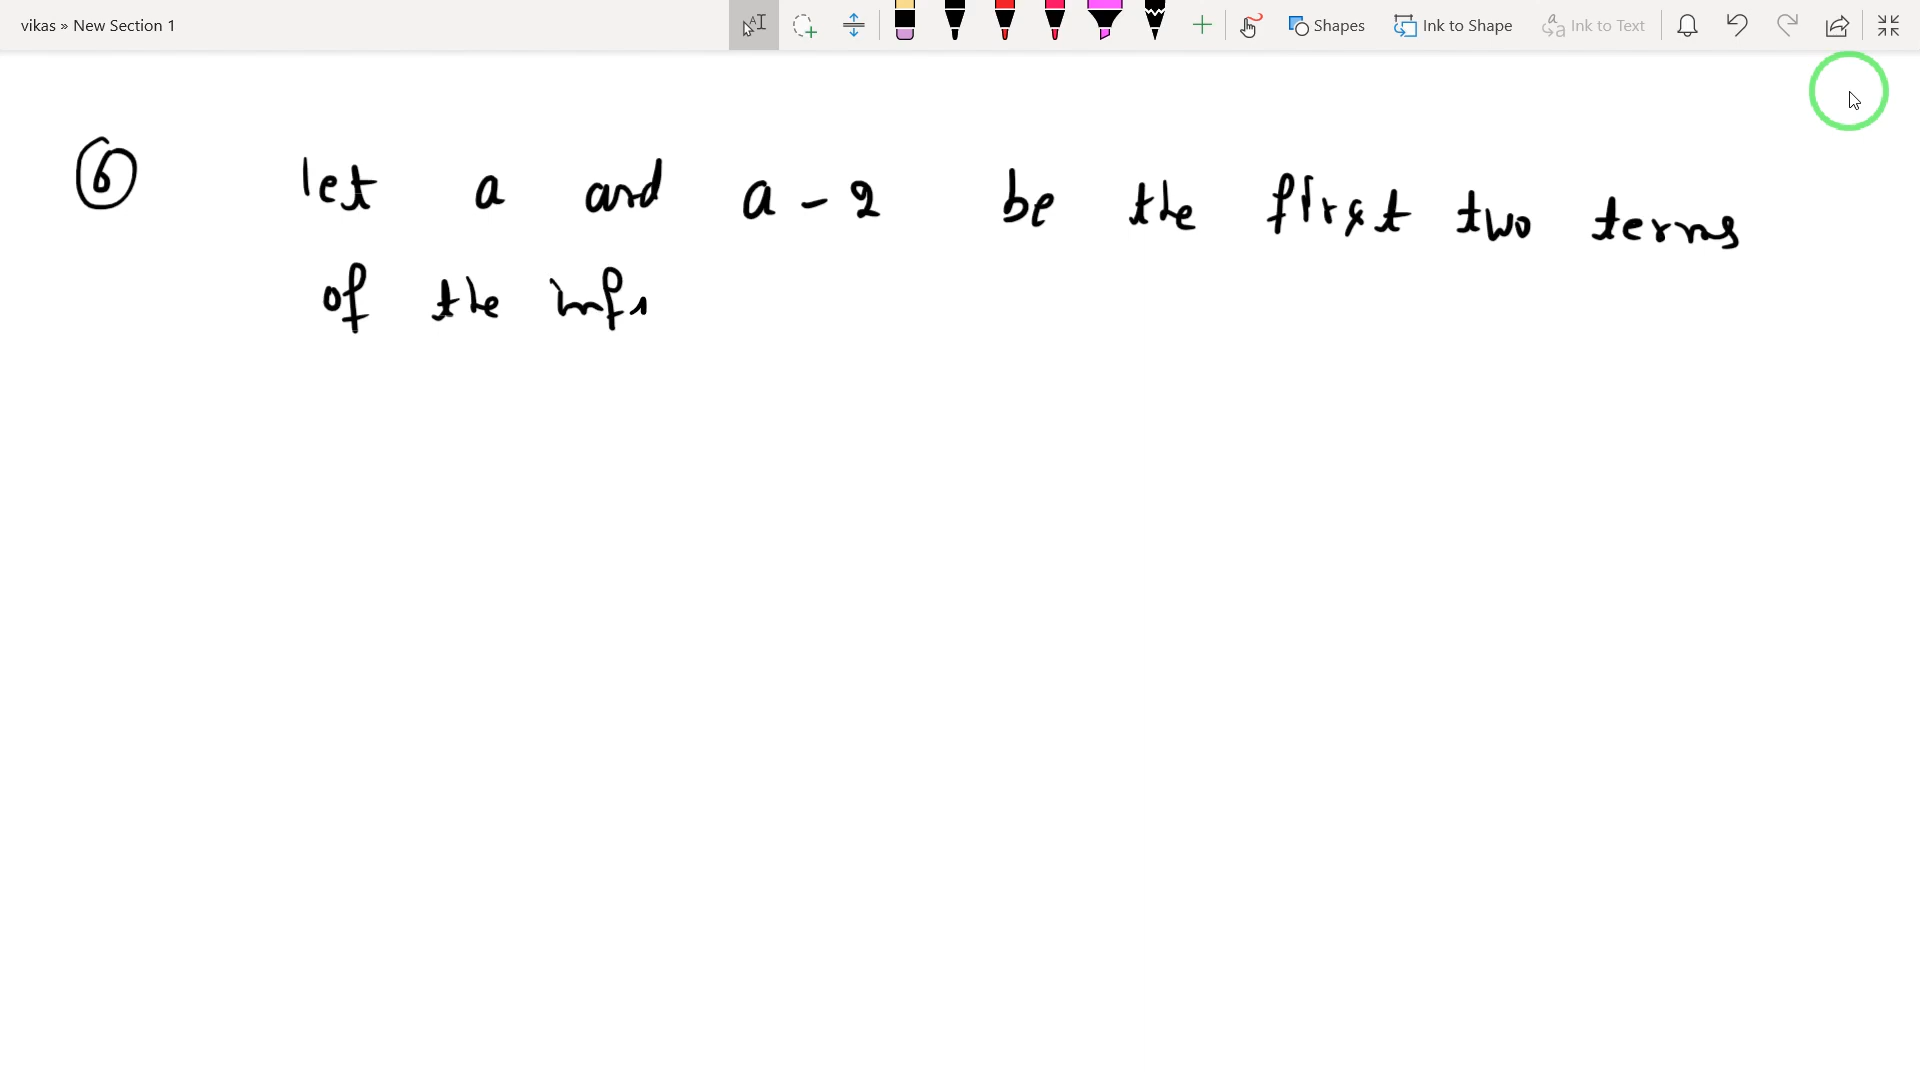 vikas » New Section 1
Shapes
Ink to Shape
Ink to Text
6 let a and a - 2 be the first two terms
of the